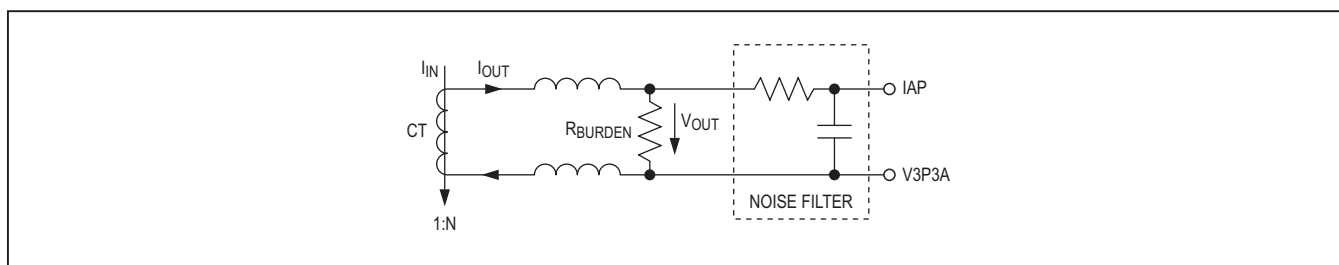 IIN
IOUT
IAP
CT
RBURDEN
VOUT
V3P3A
NOISE FILTER
1:N